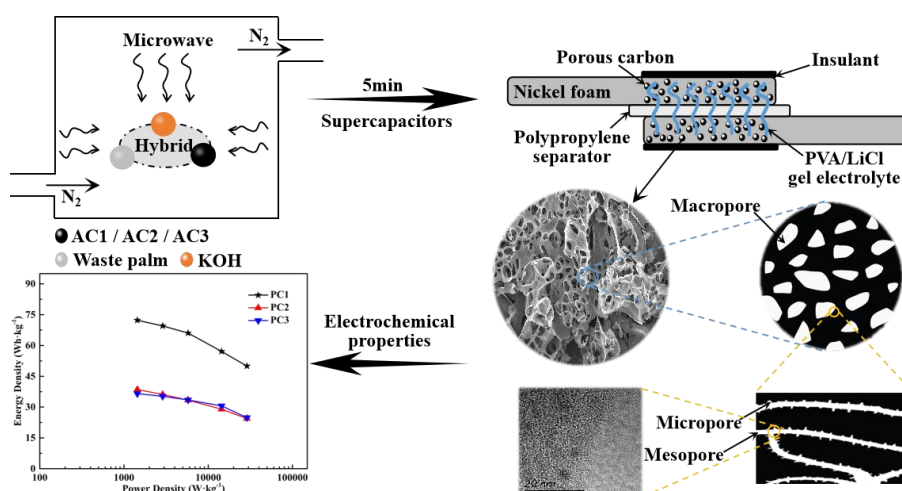 Microwave
N₂
Hybrid
N₂
AC1 / AC2 / AC3
Waste palm
KOH
5min
Supercapacitors
Porous carbon
Insulant
Nickel foam
Polypropylene
separator
PVA/LiCl
gel electrolyte
Macropore
Micropore
Mesopore
20 nm
Electrochemical
properties
Energy Density (Wh·kg⁻¹)
90
75
60
45
30
15
0
PC1
PC2
PC3
100
1000
10000
100000
Power Density (W·kg⁻¹)